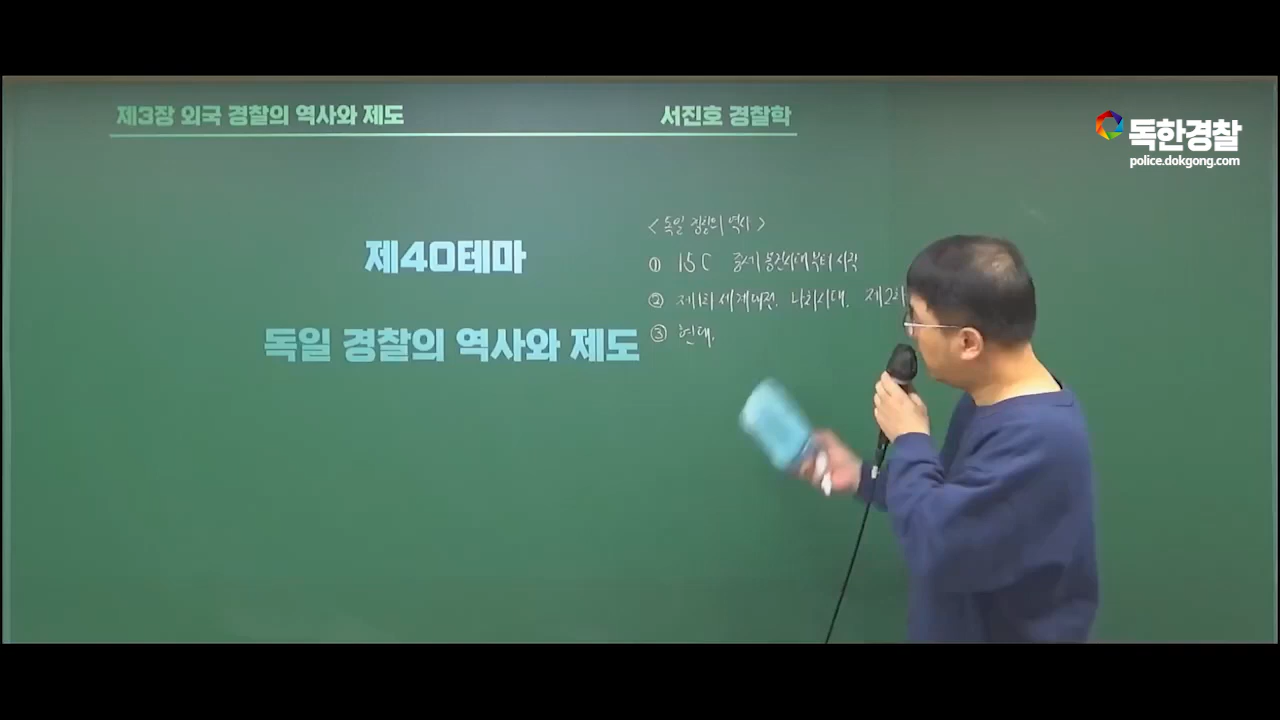 제3장 외국 경찰의 역사와 제도
서진호 경찰학
독한경찰
police.dokgong.com
제40테마
독일 경찰의 역사와 제도
<독일 경찰의 역사>
① 15C 중세 봉건시대부터 시작
② 제1차 세계대전. 나치시대. 제2차
③ 현대.